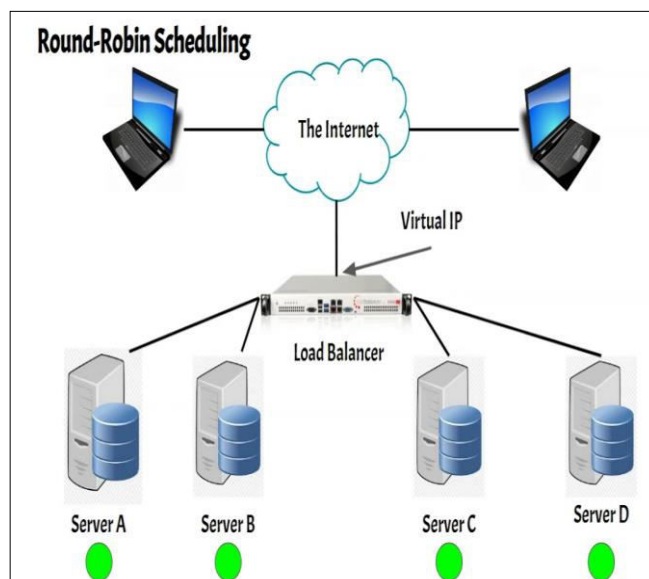 Round-Robin Scheduling
The Internet
Virtual IP
Load Balancer
Server A
Server B
Server C
Server D